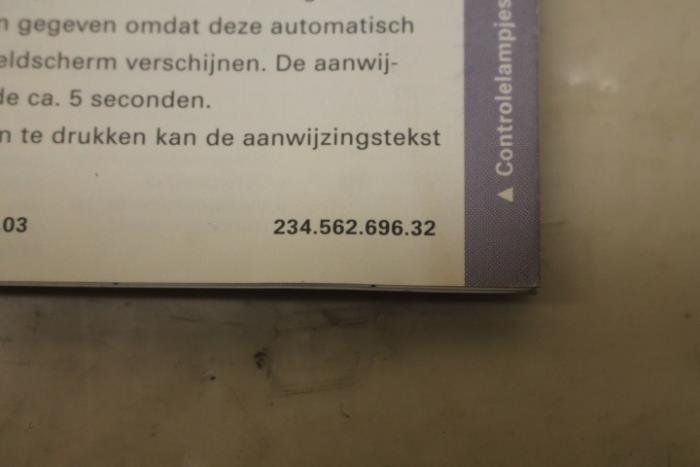 gegeven omdat deze automatisch
eldscherm verschijnen. De aanwij-
de ca. 5 seconden.
n te drukken kan de aanwijzingstekst
.03
234.562.696.32
▲ Controlelampjes